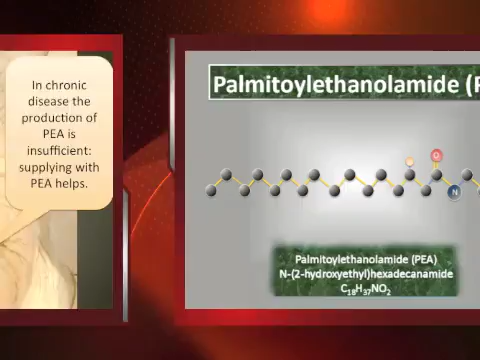 In chronic
disease the
production of
PEA is
insufficient:
supplying with
PEA helps.
Palmitoylethanolamide (P
O
N
Palmitoylethanolamide (PEA)
N-(2-hydroxyethyl)hexadecanamide
C₁₈H₃₇NO₂